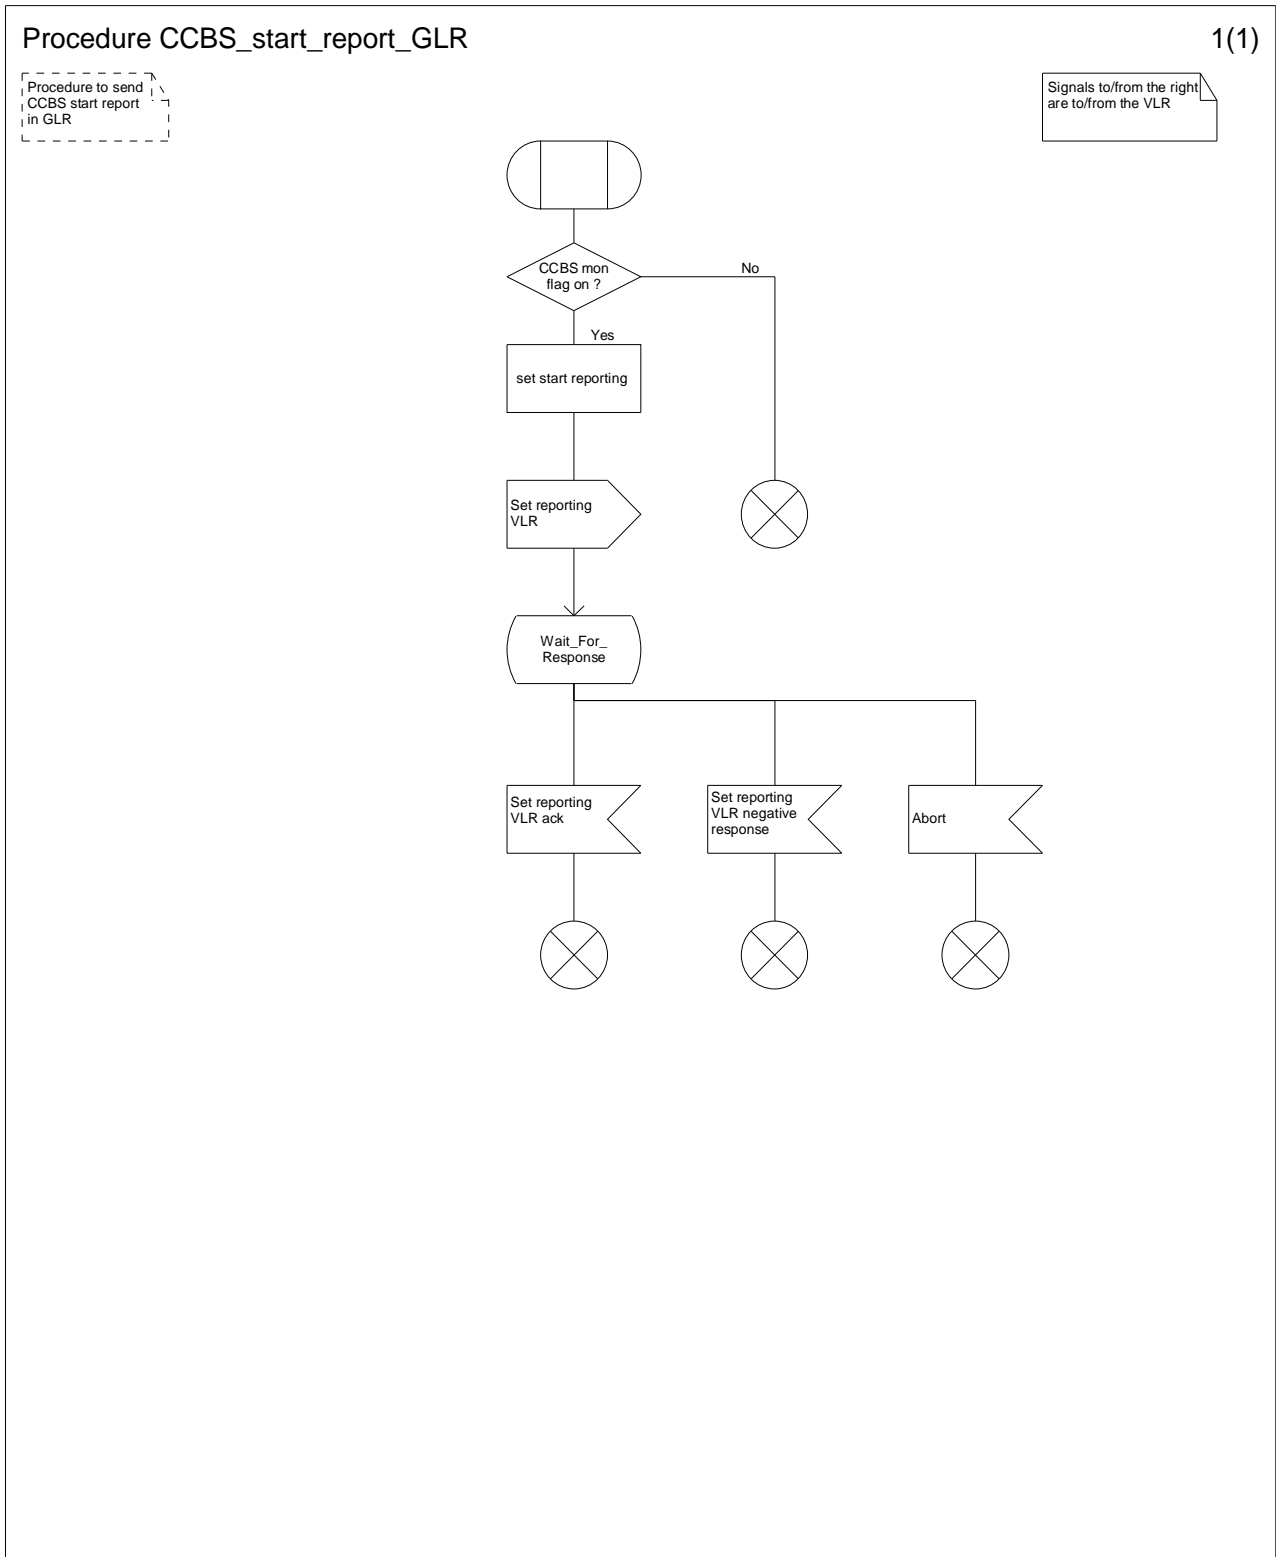 Procedure CCBS_start_report_GLR
1(1)
Procedure to send
CCBS start report
in GLR
Signals to/from the right
are to/from the VLR
CCBS mon
flag on ?
No
Yes
set start reporting
Set reporting
VLR
Wait_For_
Response
Set reporting
VLR ack
Set reporting
VLR negative
response
Abort